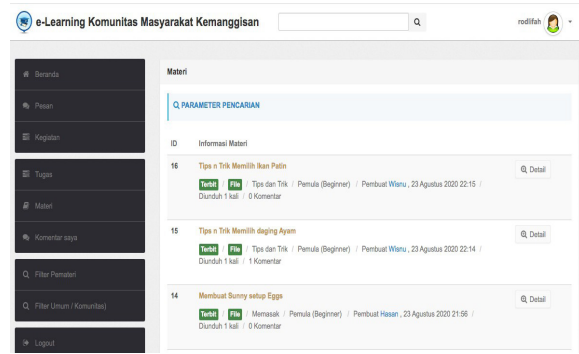 e-Learning Komunitas Masyarakat Kemanggisan
rodlifah
Beranda
Pesan
Kegiatan
Tugas
Materi
Komentar saya
Filter Pemateri
Filter Umum / Komunitas)
Logout
Materi
PARAMETER PENCARIAN
ID Informasi Materi
16 Tips n Trik Memilih Ikan Patin Detail
Terbit / File / Tips dan Trik / Pemula (Beginner) / Pembuat Wisnu , 23 Agustus 2020 22:15 /
Diunduh 1 kali / 0 Komentar
15 Tips n Trik Memilih daging Ayam Detail
Terbit / File / Tips dan Trik / Pemula (Beginner) / Pembuat Wisnu , 23 Agustus 2020 22:14 /
Diunduh 1 kali / 1 Komentar
14 Membuat Sunny setup Eggs Detail
Terbit / File / Memasak / Pemula (Beginner) / Pembuat Hasan , 23 Agustus 2020 21:56 /
Diunduh 1 kali / 0 Komentar